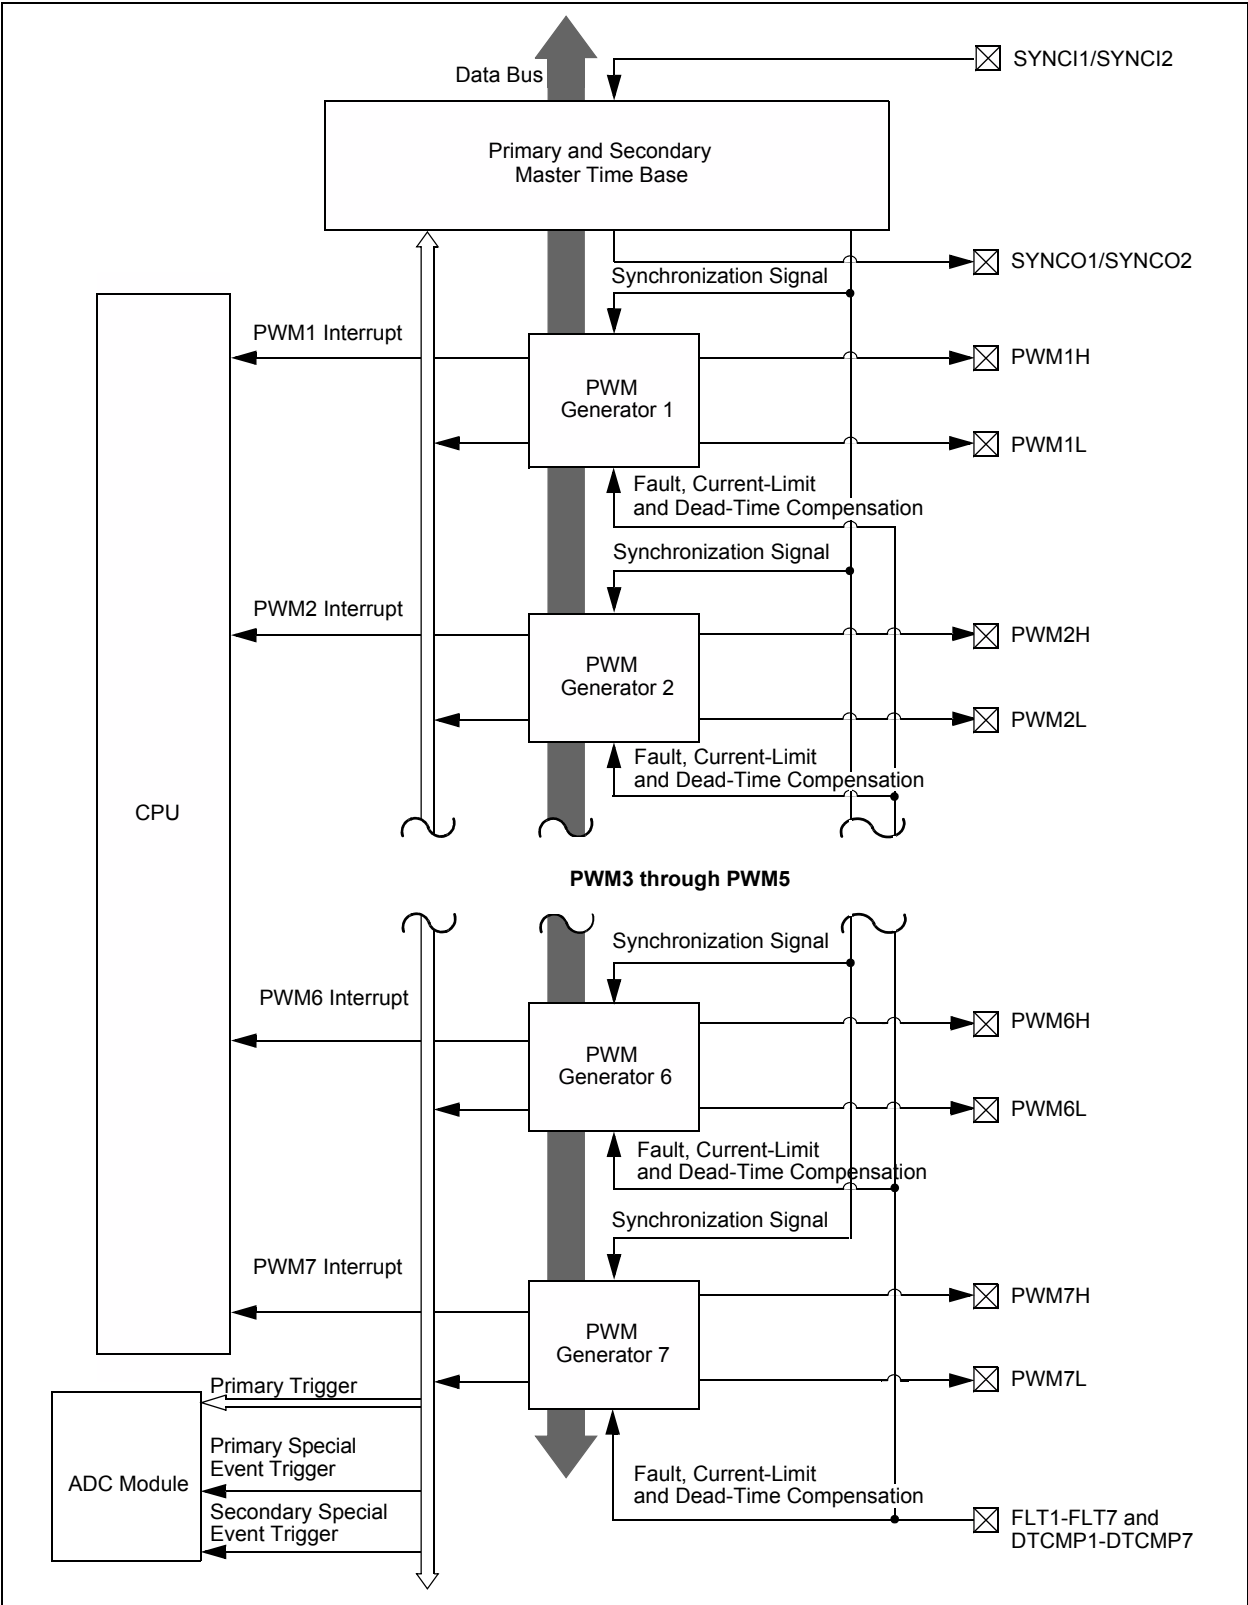 SYNCI1/SYNCI2
Data Bus
Primary and Secondary
Master Time Base
SYNCO1/SYNCO2
Synchronization Signal
PWM1 Interrupt
PWM
Generator 1
PWM1H
PWM1L
Fault, Current-Limit
and Dead-Time Compensation
Synchronization Signal
PWM2 Interrupt
PWM
Generator 2
PWM2H
PWM2L
Fault, Current-Limit
and Dead-Time Compensation
CPU
PWM3 through PWM5
Synchronization Signal
PWM6 Interrupt
PWM
Generator 6
PWM6H
PWM6L
Fault, Current-Limit
and Dead-Time Compensation
Synchronization Signal
PWM7 Interrupt
PWM
Generator 7
PWM7H
PWM7L
Primary Trigger
Primary Special
Event Trigger
ADC Module
Secondary Special
Event Trigger
Fault, Current-Limit
and Dead-Time Compensation
FLT1-FLT7 and
DTCMP1-DTCMP7